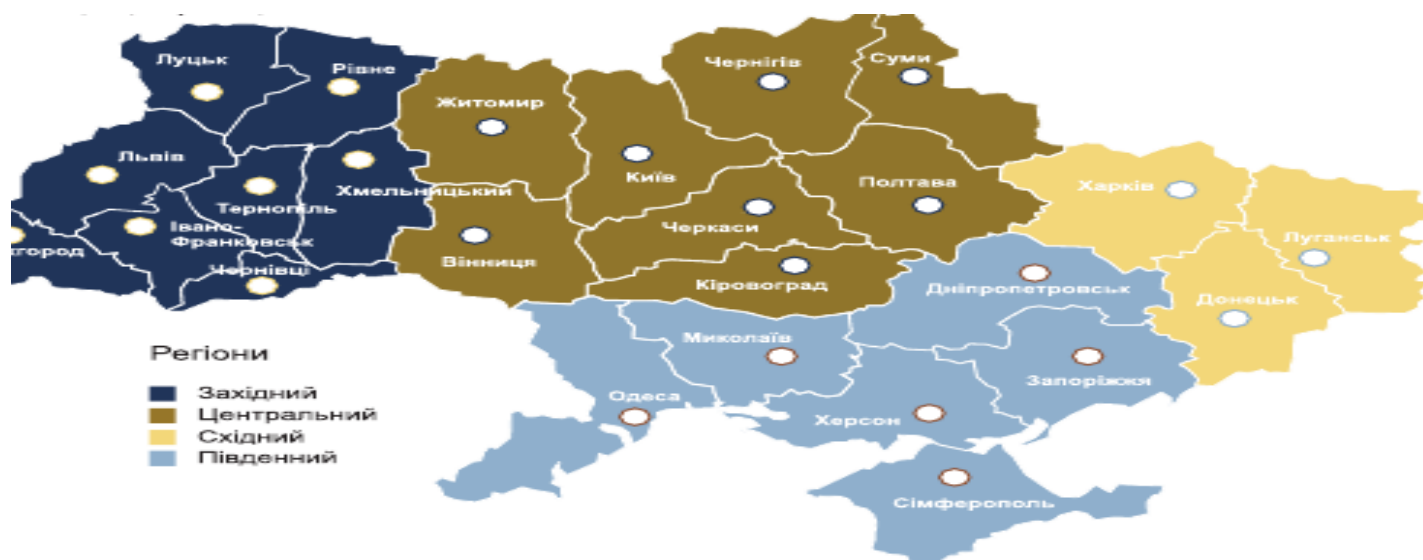 Луцьк
Рівне
Чернігів
Суми
Житомир
Львів
Київ
Хмельницький
Полтава
Харків
Тернопіль
Івано-
Франковськ
Черкаси
Луганськ
жгород
Чернівці
Вінниця
Кіровоград
Дніпропетровськ
Донецьк
Миколаїв
Запоріжжя
Одеса
Херсон
Сімферополь
Регіони
Західний
Центральний
Східний
Південний